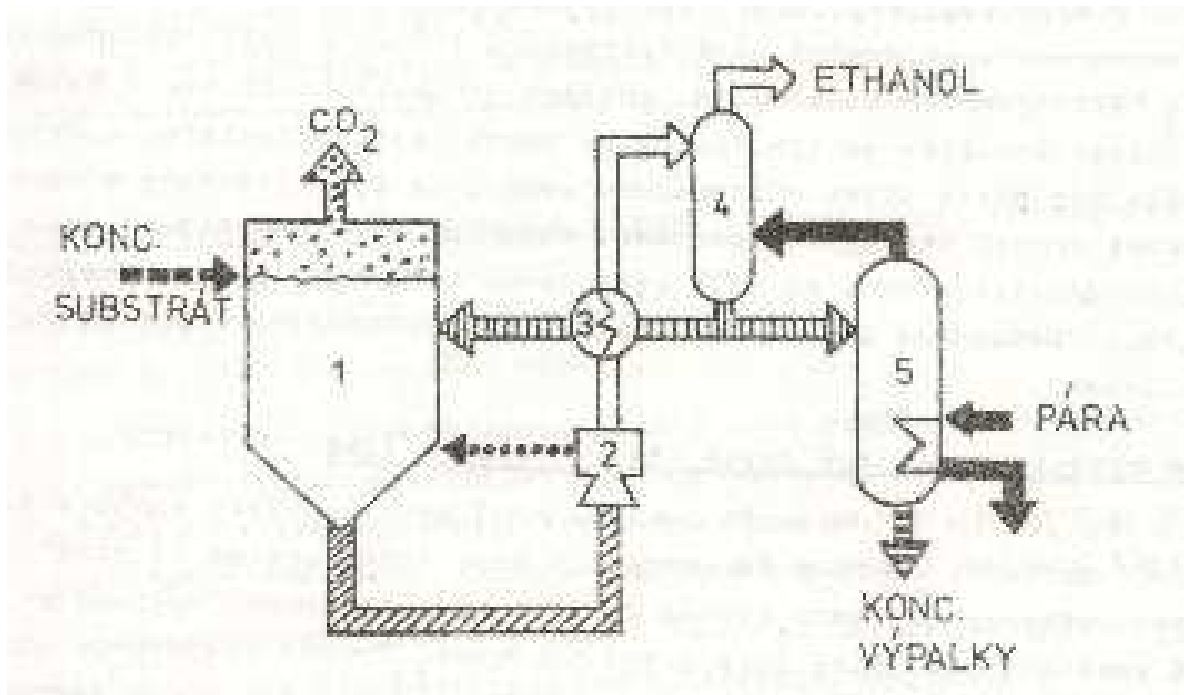 ETHANOL
CO2
KONC.
SUBSTRÁT
1
2
3
4
5
PÁRA
KONC.
VÝPALKY